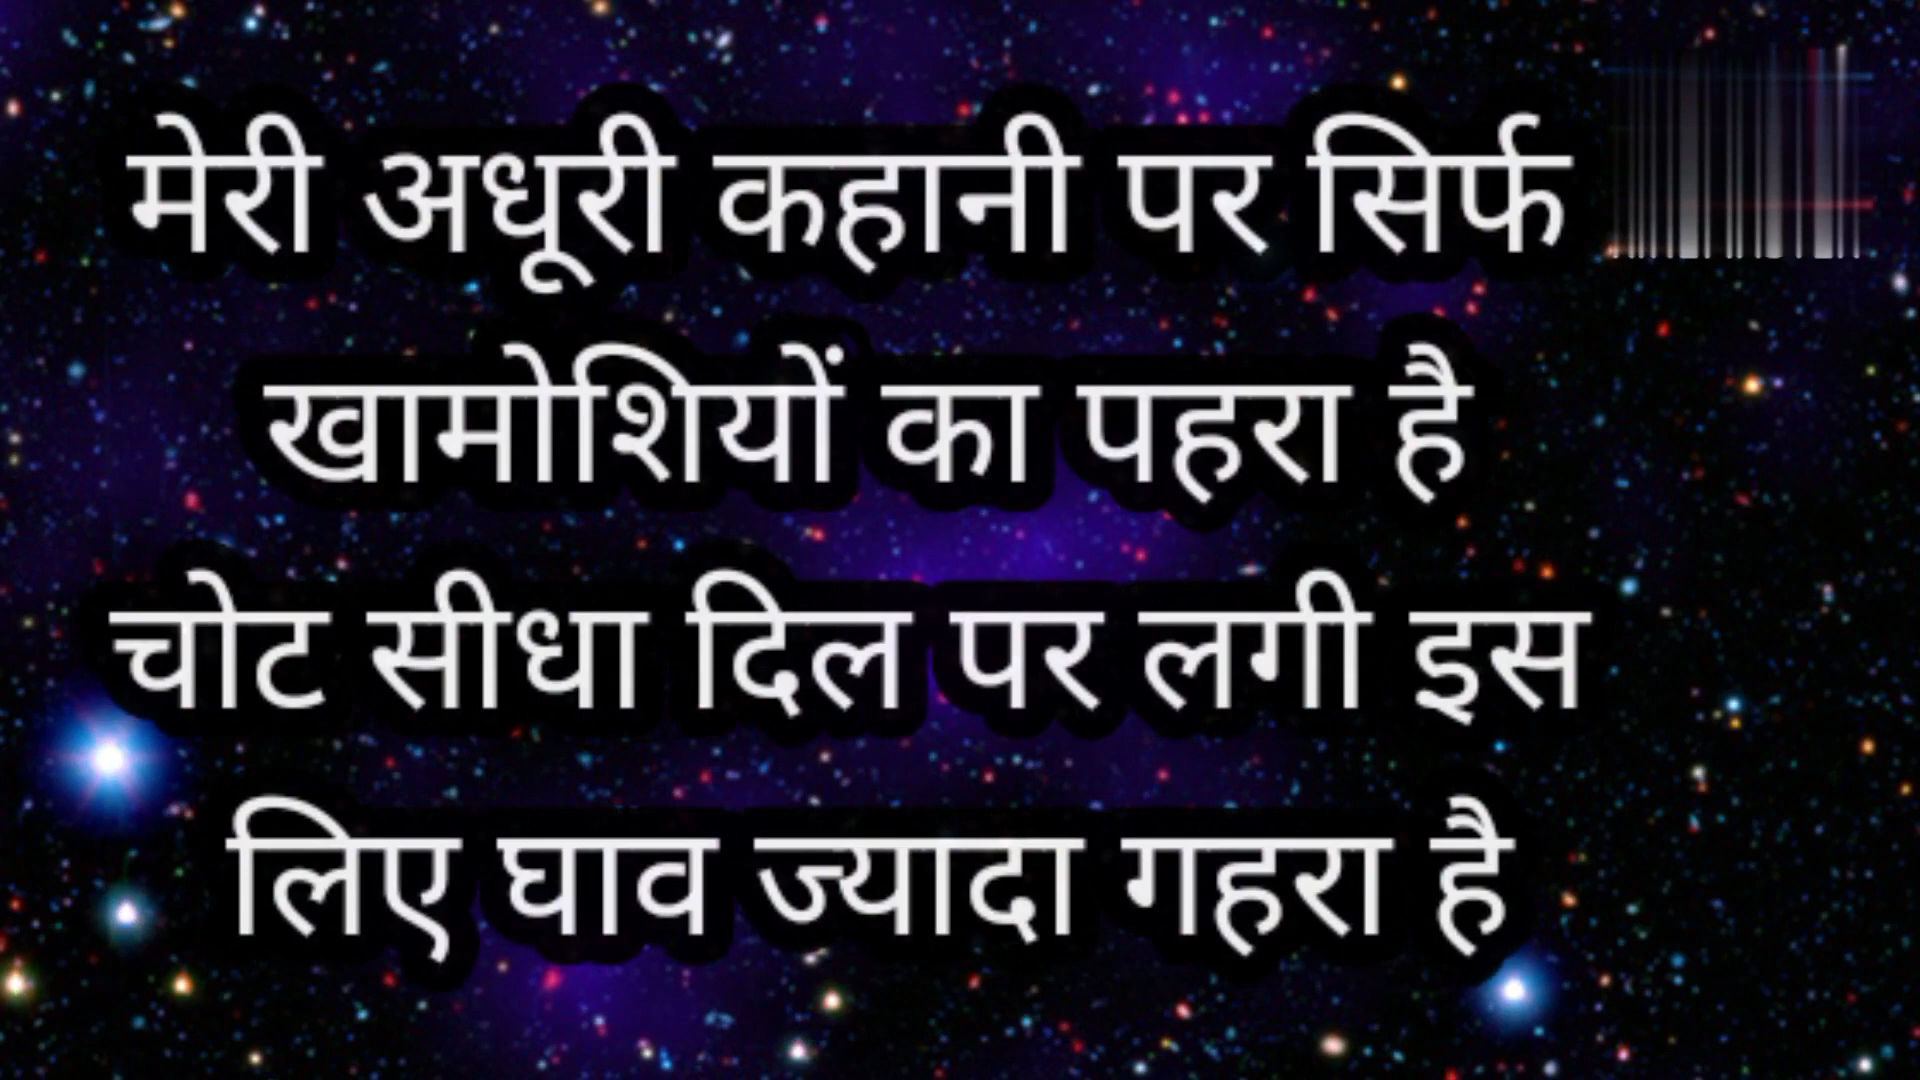 मेरी अधूरी कहानी पर सिर्फ
खामोशियों का पहरा है
चोट सीधा दिल पर लगी इस
लिए घाव ज्यादा गहरा है